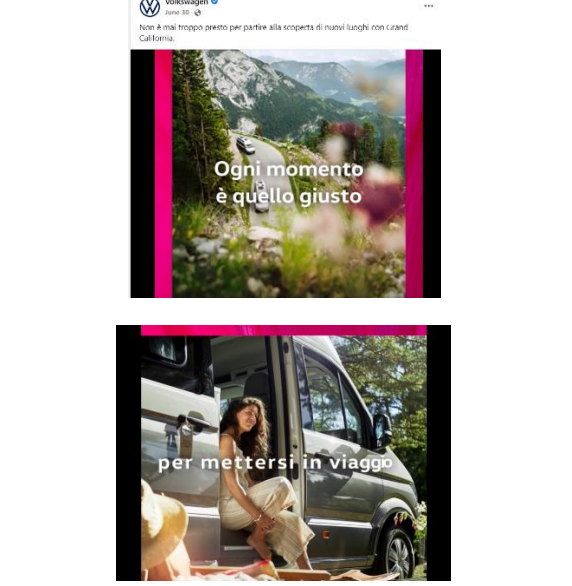 Volkswagen
June 30
Non è mai troppo presto per partire alla scoperta di nuovi luoghi con Grand
California.
Ogni momento
è quello giusto
per mettersi in viaggio